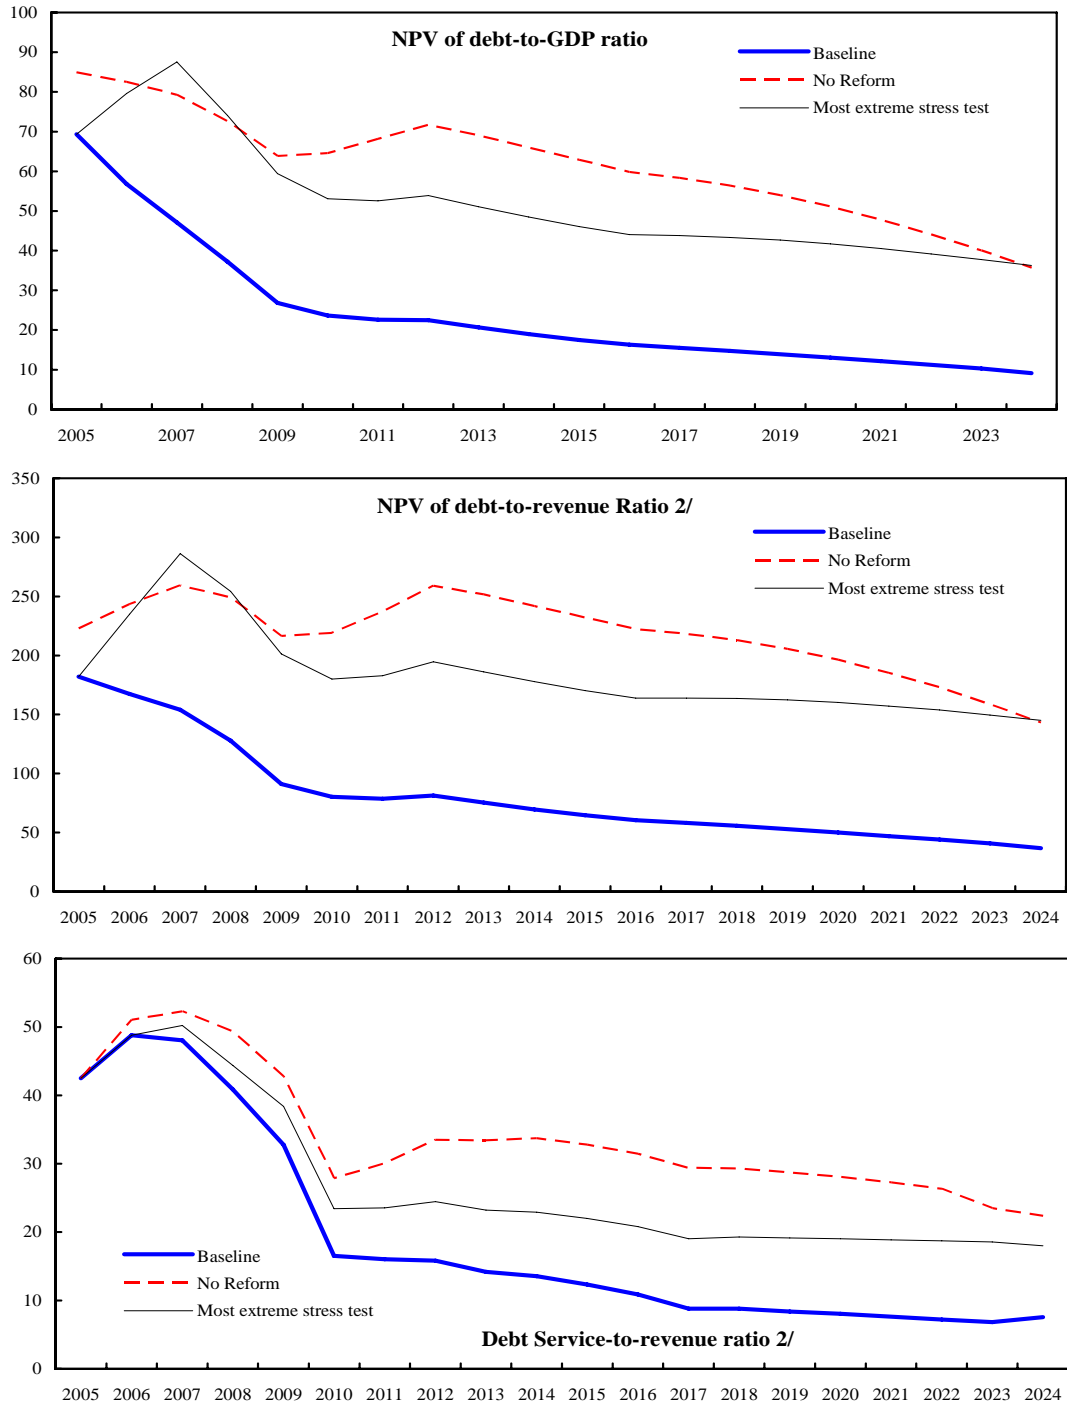 NPV of debt-to-GDP ratio
Baseline
No Reform
Most extreme stress test
100
90
80
70
60
50
40
30
20
10
0
2005 2007 2009 2011 2013 2015 2017 2019 2021 2023
NPV of debt-to-revenue Ratio 2/
Baseline
No Reform
Most extreme stress test
350
300
250
200
150
100
50
0
2005 2006 2007 2008 2009 2010 2011 2012 2013 2014 2015 2016 2017 2018 2019 2020 2021 2022 2023 2024
60
50
40
30
20
10
0
Baseline
No Reform
Most extreme stress test
Debt Service-to-revenue ratio 2/
2005 2006 2007 2008 2009 2010 2011 2012 2013 2014 2015 2016 2017 2018 2019 2020 2021 2022 2023 2024